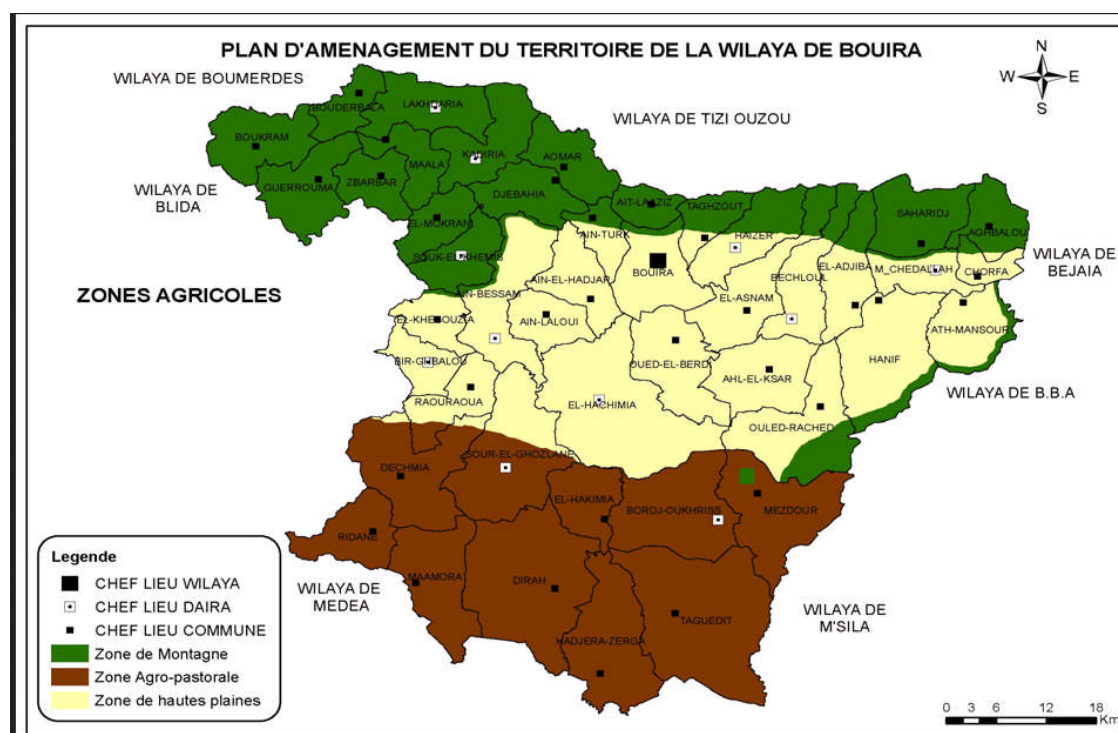 PLAN D'AMENAGEMENT DU TERRITOIRE DE LA WILAYA DE BOUIRA
N
W E
S
WILAYA DE BOUMERDES
WILAYA DE TIZI OUZOU
WILAYA DE
BLIDA
WILAYA DE
BEJAIA
ZONES AGRICOLES
WILAYA DE B.B.A
WILAYA DE
MEDEA
WILAYA DE
M'SILA
LAKHDARIA
BOUDERBALA
BOUKRAM
KADIRIA
AOMAR
MAALA
GUERROUMA
ZBARBAR
DJEBAHIA
AIT-LAAZIZ
TAGHZOUT
SAHARIDJ
AGHBALOU
EL-MOKRANI
AIN-TURK
HAIZER
SOUK-EL-KHEMIS
BOUIRA
BECHLOUL
EL-ADJIBA
M_CHEDALLAH
CHORFA
AIN-EL-HADJAR
AIN-BESSAM
EL-ASNAM
EL-KHEBOUZIA
AIN-LALOUI
ATH-MANSOUR
BIR-GHBALOU
OUED-EL-BERDI
HANIF
AHL-EL-KSAR
RAOURAOUA
EL-HACHIMIA
OULED-RACHED
SOUR-EL-GHOZLANE
DECHMIA
EL-HAKIMIA
BORDJ-OUKHRISS
MEZDOUR
RIDANE
MAAMORA
DIRAH
TAGUEDIT
HADJERA-ZERGA
Legende
CHEF LIEU WILAYA
CHEF LIEU DAIRA
CHEF LIEU COMMUNE
Zone de Montagne
Zone Agro-pastorale
Zone de hautes plaines
0 3 6 12 18
Km